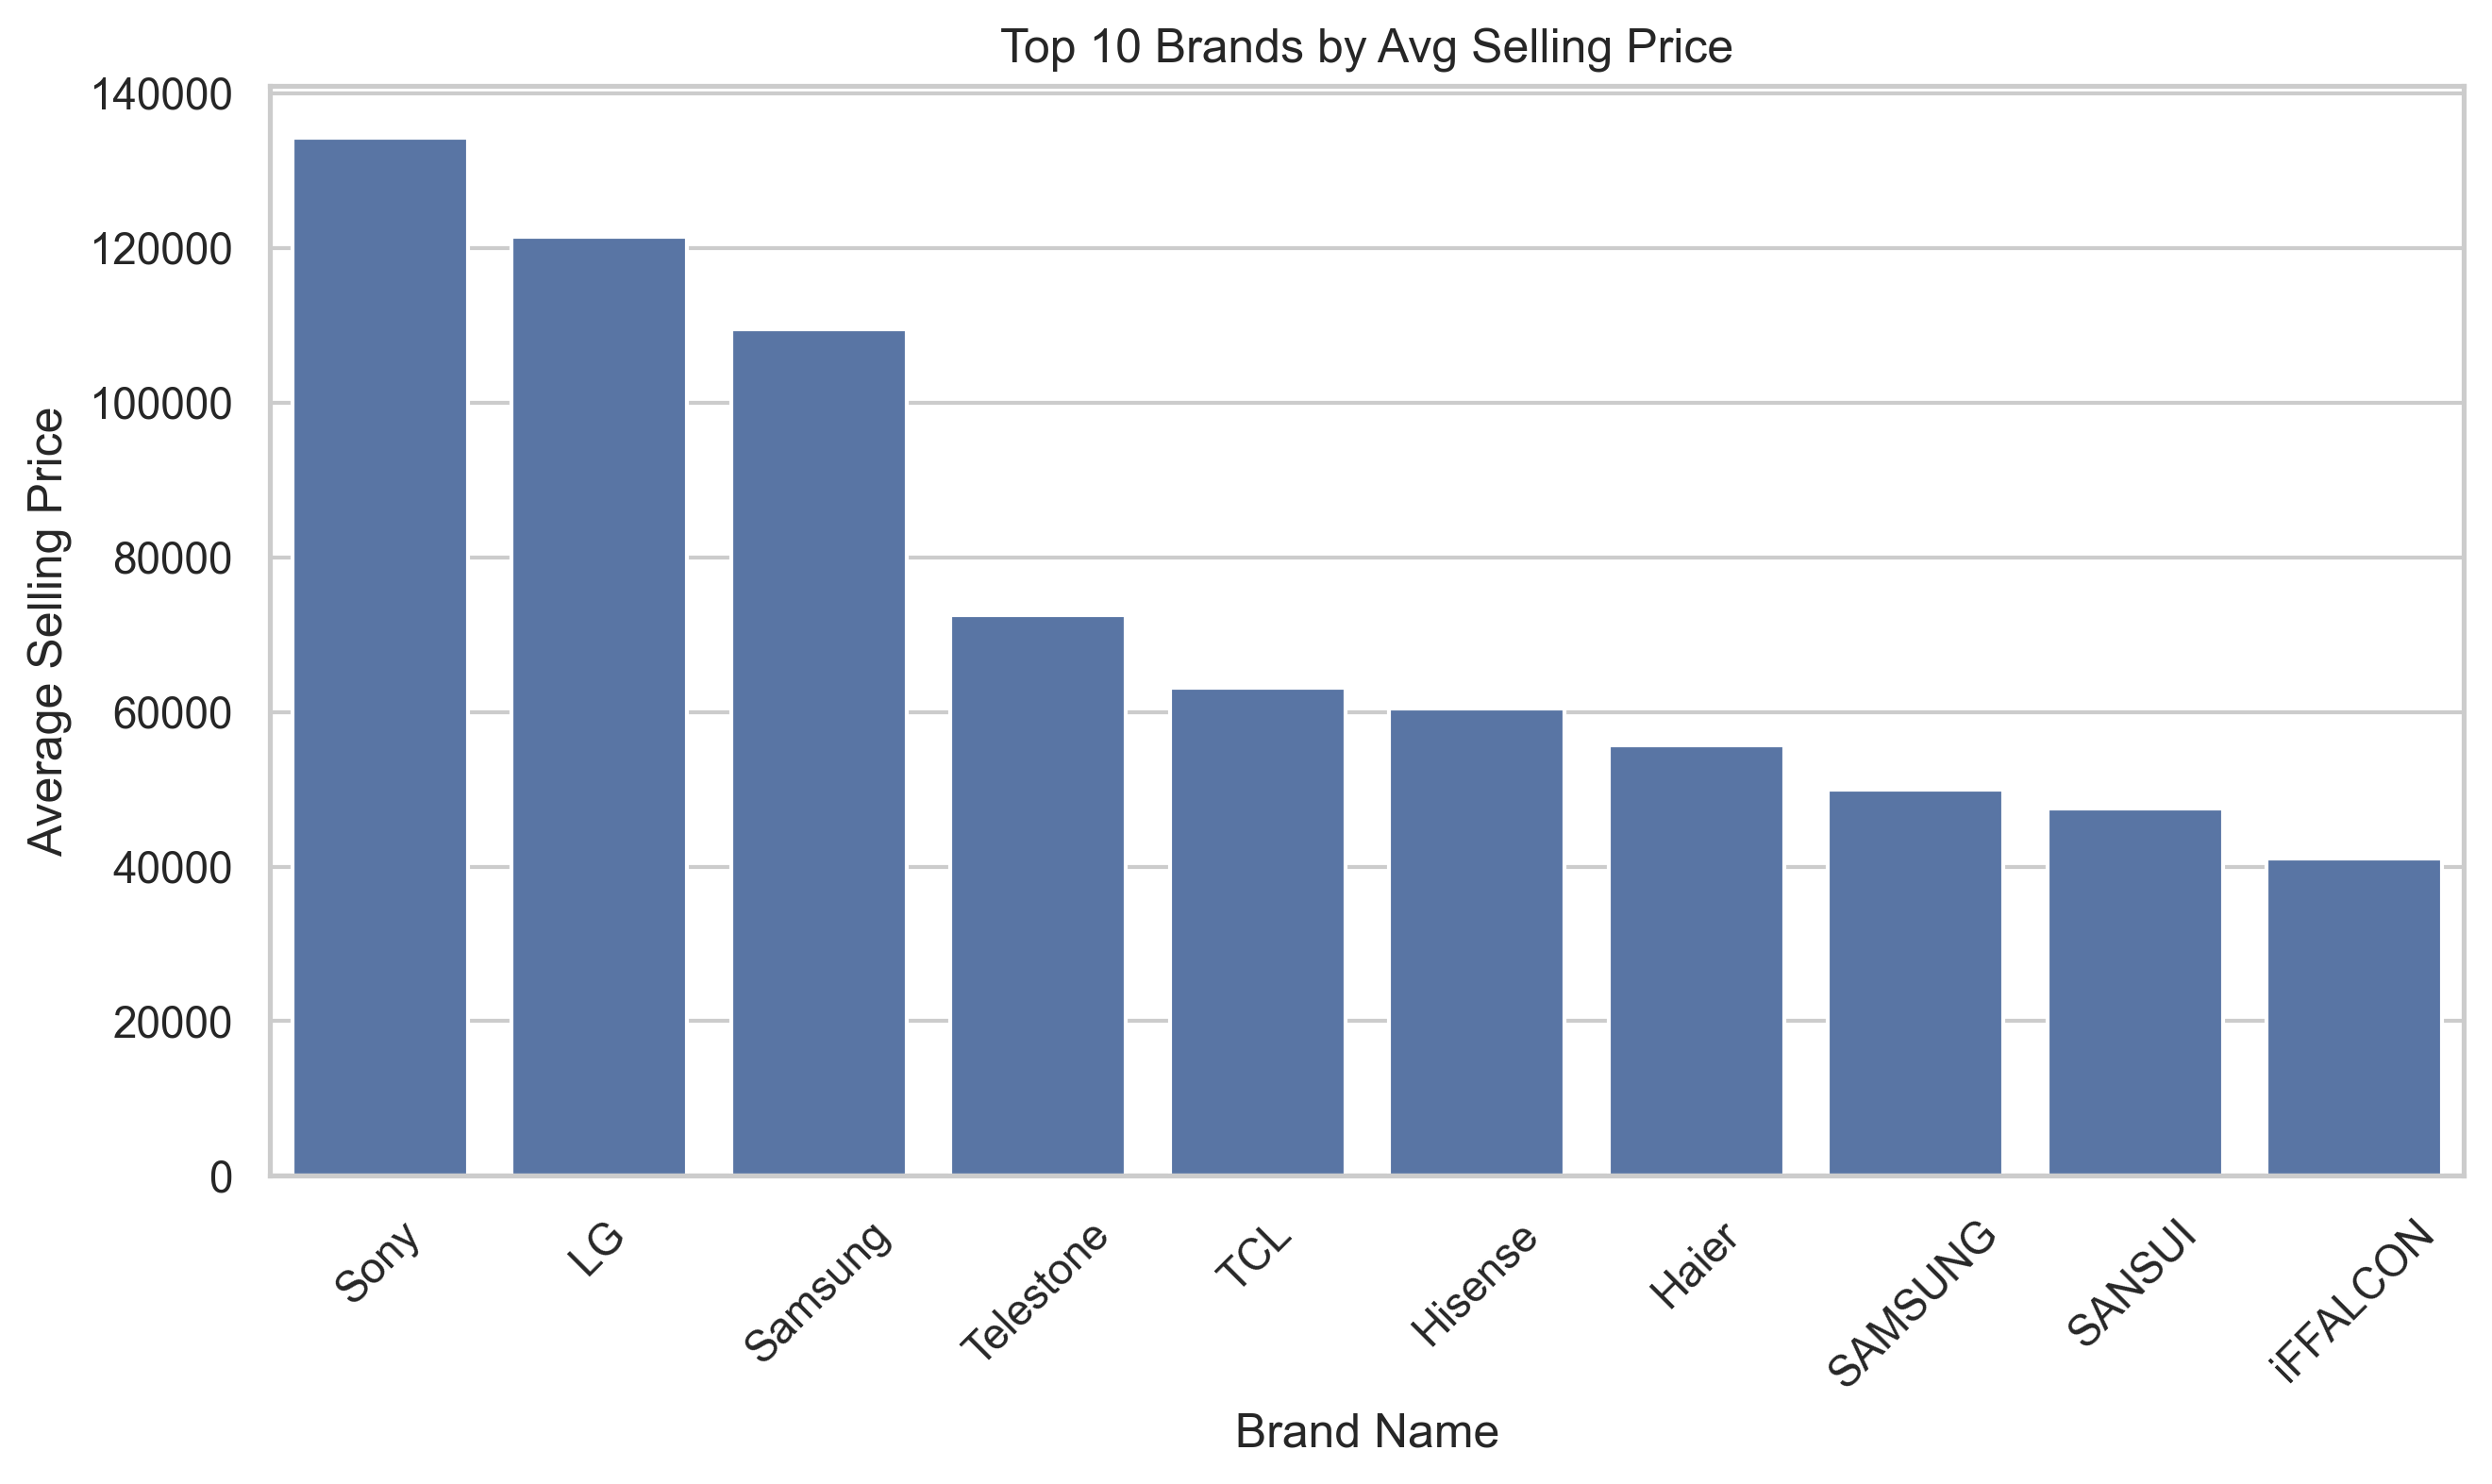 Top 10 Brands by Avg Selling Price
140000
120000
100000
80000
60000
40000
20000
0
Average Selling Price
Sony
LG
Samsung
Telestone
TCL
Hisense
Haier
SAMSUNG
SANSUI
iFFALCON
Brand Name